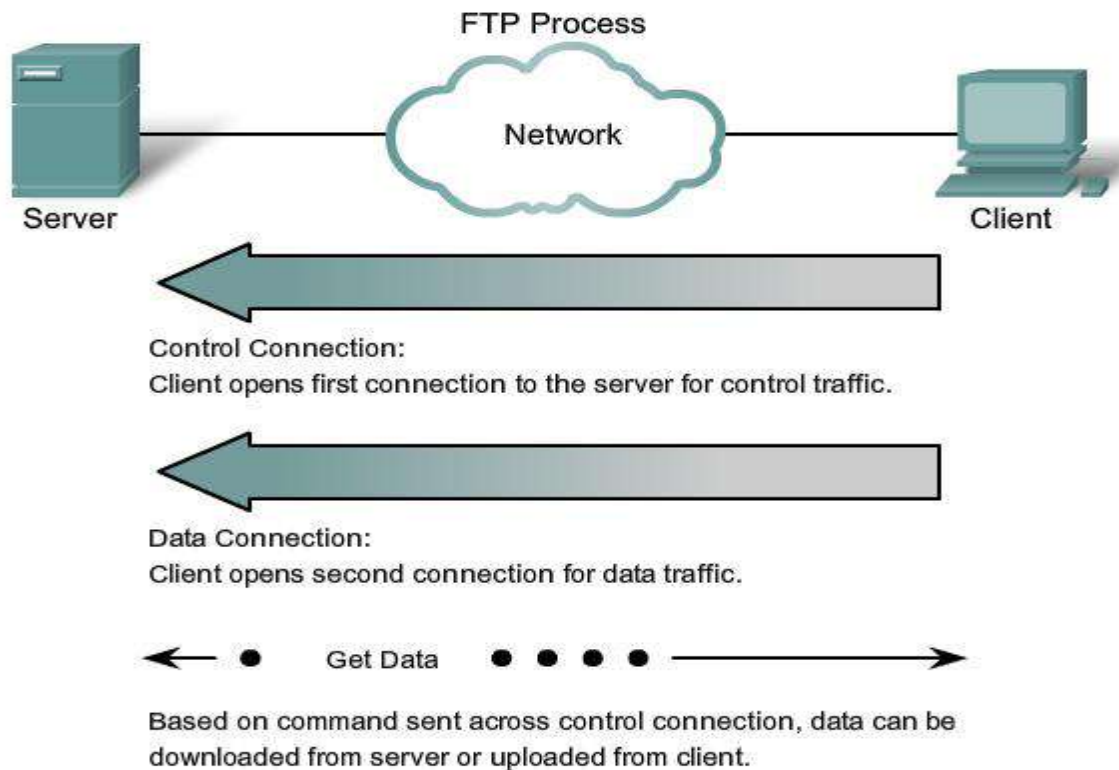 FTP Process
Network
Server
Client
Control Connection:
Client opens first connection to the server for control traffic.
Data Connection:
Client opens second connection for data traffic.
Get Data
Based on command sent across control connection, data can be
downloaded from server or uploaded from client.